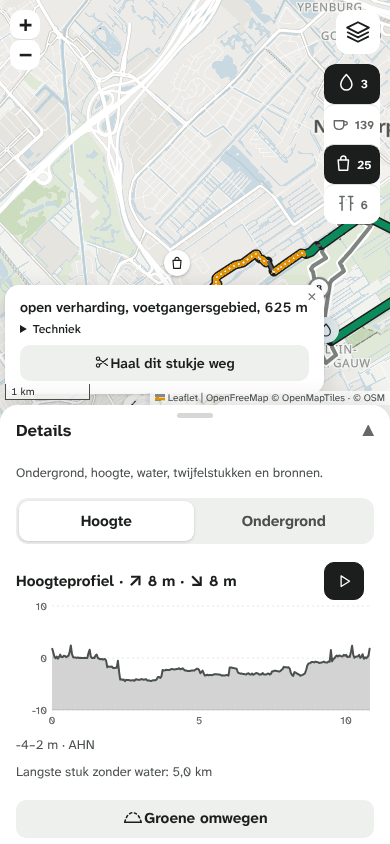 YPENBURG
+
−
3
139
25
6
open verharding, voetgangersgebied, 625 m
×
Techniek
Haal dit stukje weg
GAUW
1 km
Leaflet | OpenFreeMap © OpenMapTiles · © OSM
Details
Ondergrond, hoogte, water, twijfelstukken en bronnen.
Hoogte
Ondergrond
Hoogteprofiel · ↗ 8 m · ↘ 8 m
10
0
-10
0
5
10
-4–2 m · AHN
Langste stuk zonder water: 5,0 km
Groene omwegen